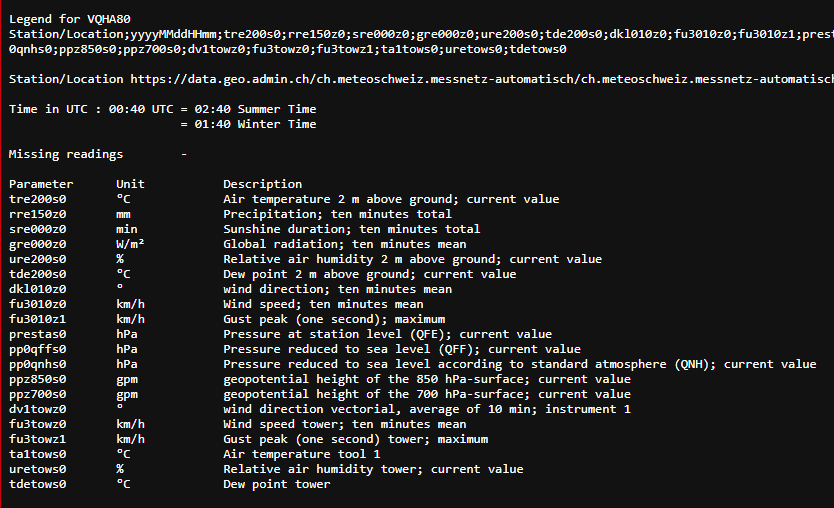 Legend for VQHA80
Station/Location;yyyyMMddHHmm;tre200s0;rre150z0;sre000z0;gre000z0;ure200s0;tde200s0;dkl010z0;fu3010z0;fu3010z1;prest
0qnhs0;ppz850s0;ppz700s0;dv1towz0;fu3towz0;fu3towz1;ta1tows0;uretows0;tdetows0
Station/Location https://data.geo.admin.ch/ch.meteoschweiz.messnetz-automatisch/ch.meteoschweiz.messnetz-automatisch
Time in UTC : 00:40 UTC = 02:40 Summer Time
= 01:40 Winter Time
Missing readings -
Parameter Unit Description
tre200s0 °C Air temperature 2 m above ground; current value
rre150z0 mm Precipitation; ten minutes total
sre000z0 min Sunshine duration; ten minutes total
gre000z0 W/m² Global radiation; ten minutes mean
ure200s0 % Relative air humidity 2 m above ground; current value
tde200s0 °C Dew point 2 m above ground; current value
dkl010z0 ° wind direction; ten minutes mean
fu3010z0 km/h Wind speed; ten minutes mean
fu3010z1 km/h Gust peak (one second); maximum
prestas0 hPa Pressure at station level (QFE); current value
pp0qffs0 hPa Pressure reduced to sea level (QFF); current value
pp0qnhs0 hPa Pressure reduced to sea level according to standard atmosphere (QNH); current value
ppz850s0 gpm geopotential height of the 850 hPa-surface; current value
ppz700s0 gpm geopotential height of the 700 hPa-surface; current value
dv1towz0 ° wind direction vectorial, average of 10 min; instrument 1
fu3towz0 km/h Wind speed tower; ten minutes mean
fu3towz1 km/h Gust peak (one second) tower; maximum
ta1tows0 °C Air temperature tool 1
uretows0 % Relative air humidity tower; current value
tdetows0 °C Dew point tower